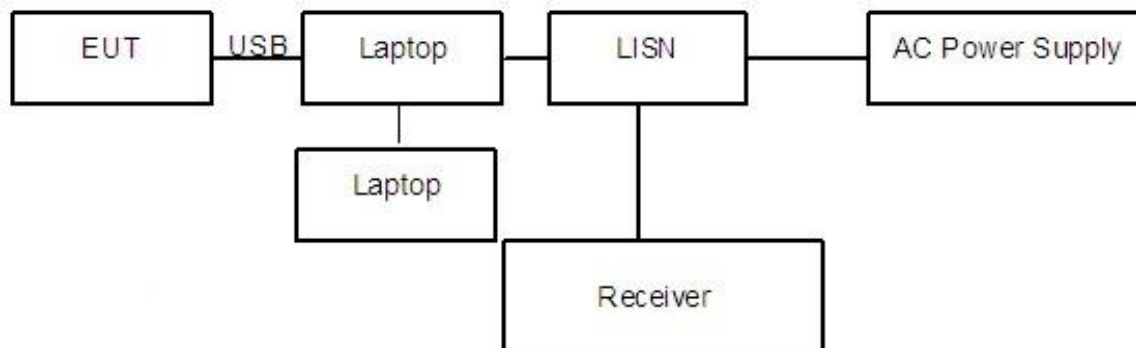 EUT
USB
Laptop
LISN
AC Power Supply
Laptop
Receiver